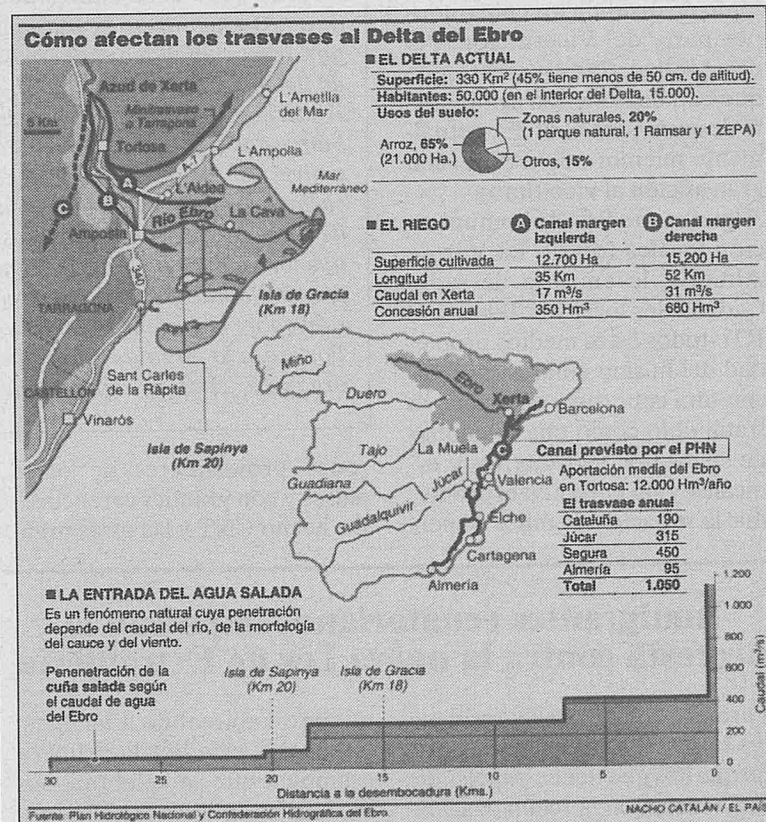 Cómo afectan los trasvases al Delta del Ebro
Azud de Xerta
Minitrasvase
a Tarragona
5 Km
Tortosa
L'Ametlla
del Mar
L'Ampolla
A-7
A
B
C
L'Aldea
Río Ebro
La Cava
Amposta
Mar
Mediterráneo
340
TARRAGONA
Isla de Gracia
(Km 18)
Sant Carles
de la Ràpita
CASTELLÓN
Vinaròs
Isla de Sapinya
(Km 20)
EL DELTA ACTUAL
Superficie: 330 Km² (45% tiene menos de 50 cm. de altitud).
Habitantes: 50.000 (en el interior del Delta, 15.000).
Usos del suelo:
Zonas naturales, 20%
(1 parque natural, 1 Ramsar y 1 ZEPA)
Arroz, 65%
(21.000 Ha.)
Otros, 15%
EL RIEGO A Canal margen izquierda B Canal margen derecha
Superficie cultivada 12.700 Ha 15,200 Ha
Longitud 35 Km 52 Km
Caudal en Xerta 17 m³/s 31 m³/s
Concesión anual 350 Hm³ 680 Hm³
Miño
Duero
Ebro
Xerta
Barcelona
Tajo
La Muela
C
Guadiana
Júcar
Valencia
Guadalquivir
Elche
Cartagena
Almería
Canal previsto por el PHN
Aportación media del Ebro
en Tortosa: 12.000 Hm³/año
El trasvase anual
Cataluña 190
Júcar 315
Segura 450
Almería 95
Total 1.050
LA ENTRADA DEL AGUA SALADA
Es un fenómeno natural cuya penetración
depende del caudal del río, de la morfología
del cauce y del viento.
Penenetración de la
cuña salada según
el caudal de agua
del Ebro
Isla de Sapinya
(Km 20)
Isla de Gracia
(Km 18)
1.200
1.000
800
600
400
200
0
Caudal (m³/s)
30 25 20 15 10 5 0
Distancia a la desembocadura (Kms.)
Fuente: Plan Hidrológico Nacional y Confederación Hidrográfica del Ebro.
NACHO CATALÁN / EL PAÍS